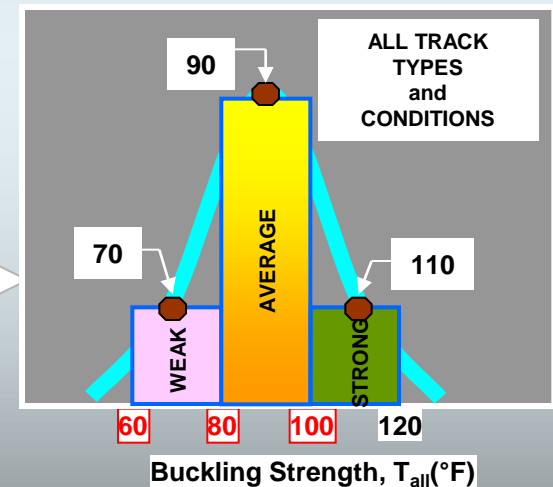 ALL TRACK
TYPES
and
CONDITIONS
90
70
110
WEAK
AVERAGE
STRONG
60 80 100 120
Buckling Strength, Tall(°F)